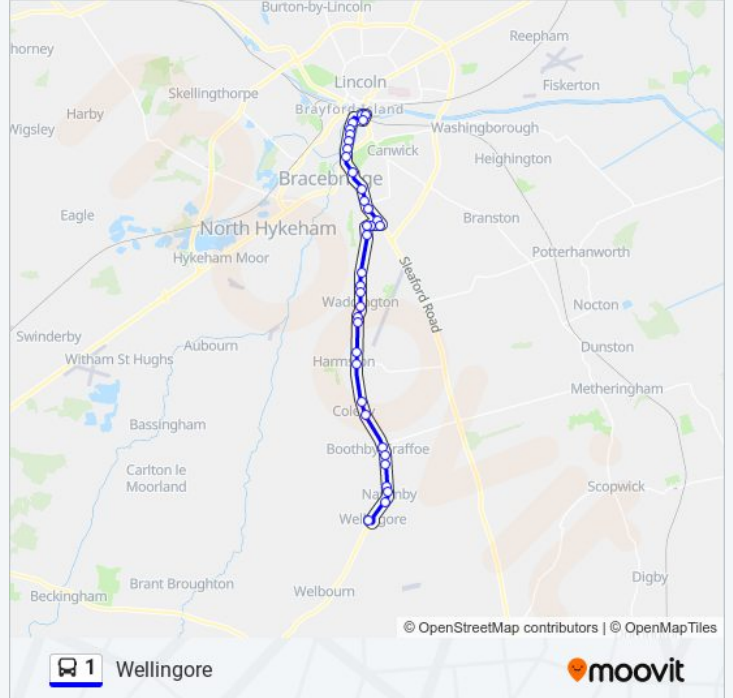 Burton-by-Lincoln
Reepham
horney
Lincoln
Fiskerton
Skellingthorpe
Harby
Brayford Island
Wigsley
Washingborough
Canwick
Heighington
Bracebridge
Eagle
Branston
North Hykeham
Potterhanworth
Hykeham Moor
Sleaford Road
Waddington
Nocton
Swinderby
Aubourn
Dunston
Witham St Hughs
Harmston
Metheringham
Coleby
Bassingham
Boothby Graffoe
Carlton le
Moorland
Scopwick
Navenby
Wellingore
Digby
Brant Broughton
Welbourn
Beckingham
© OpenStreetMap contributors | © OpenMapTiles
1 Wellingore
moovit